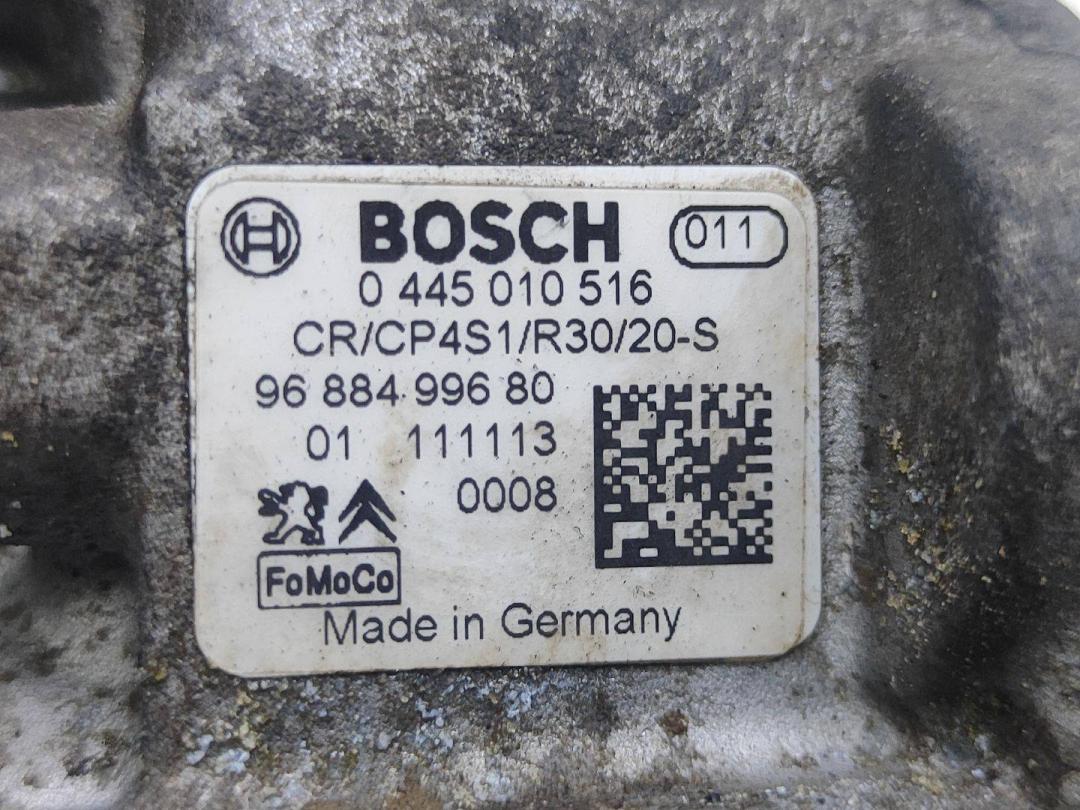 BOSCH 011
0 445 010 516
CR/CP4S1/R30/20-S
96 884 996 80
01 111113
0008
FoMoCo
Made in Germany